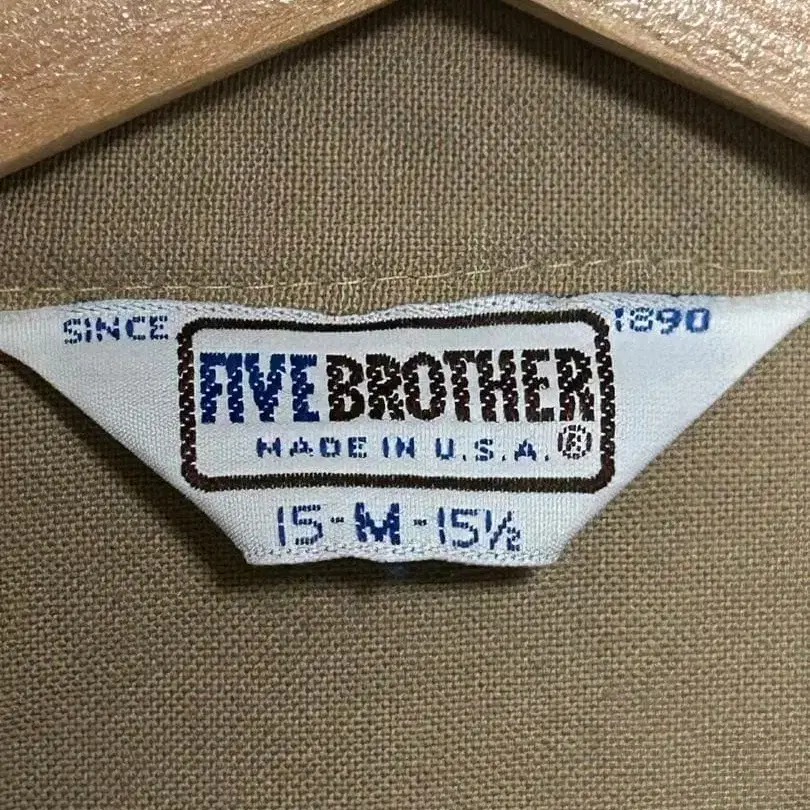 SINCE 1890
FIVE BROTHER
MADE IN U.S.A.®
15-M-15½